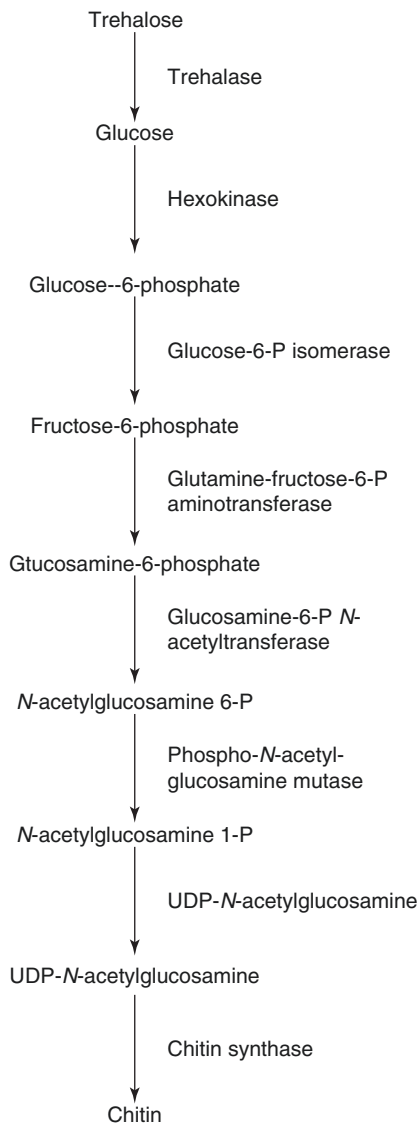 Trehalose
Trehalase
Glucose
Hexokinase
Glucose--6-phosphate
Glucose-6-P isomerase
Fructose-6-phosphate
Glutamine-fructose-6-P
aminotransferase
Gtucosamine-6-phosphate
Glucosamine-6-P N-
acetyltransferase
N-acetylglucosamine 6-P
Phospho-N-acetyl-
glucosamine mutase
N-acetylglucosamine 1-P
UDP-N-acetylglucosamine
UDP-N-acetylglucosamine
Chitin synthase
Chitin